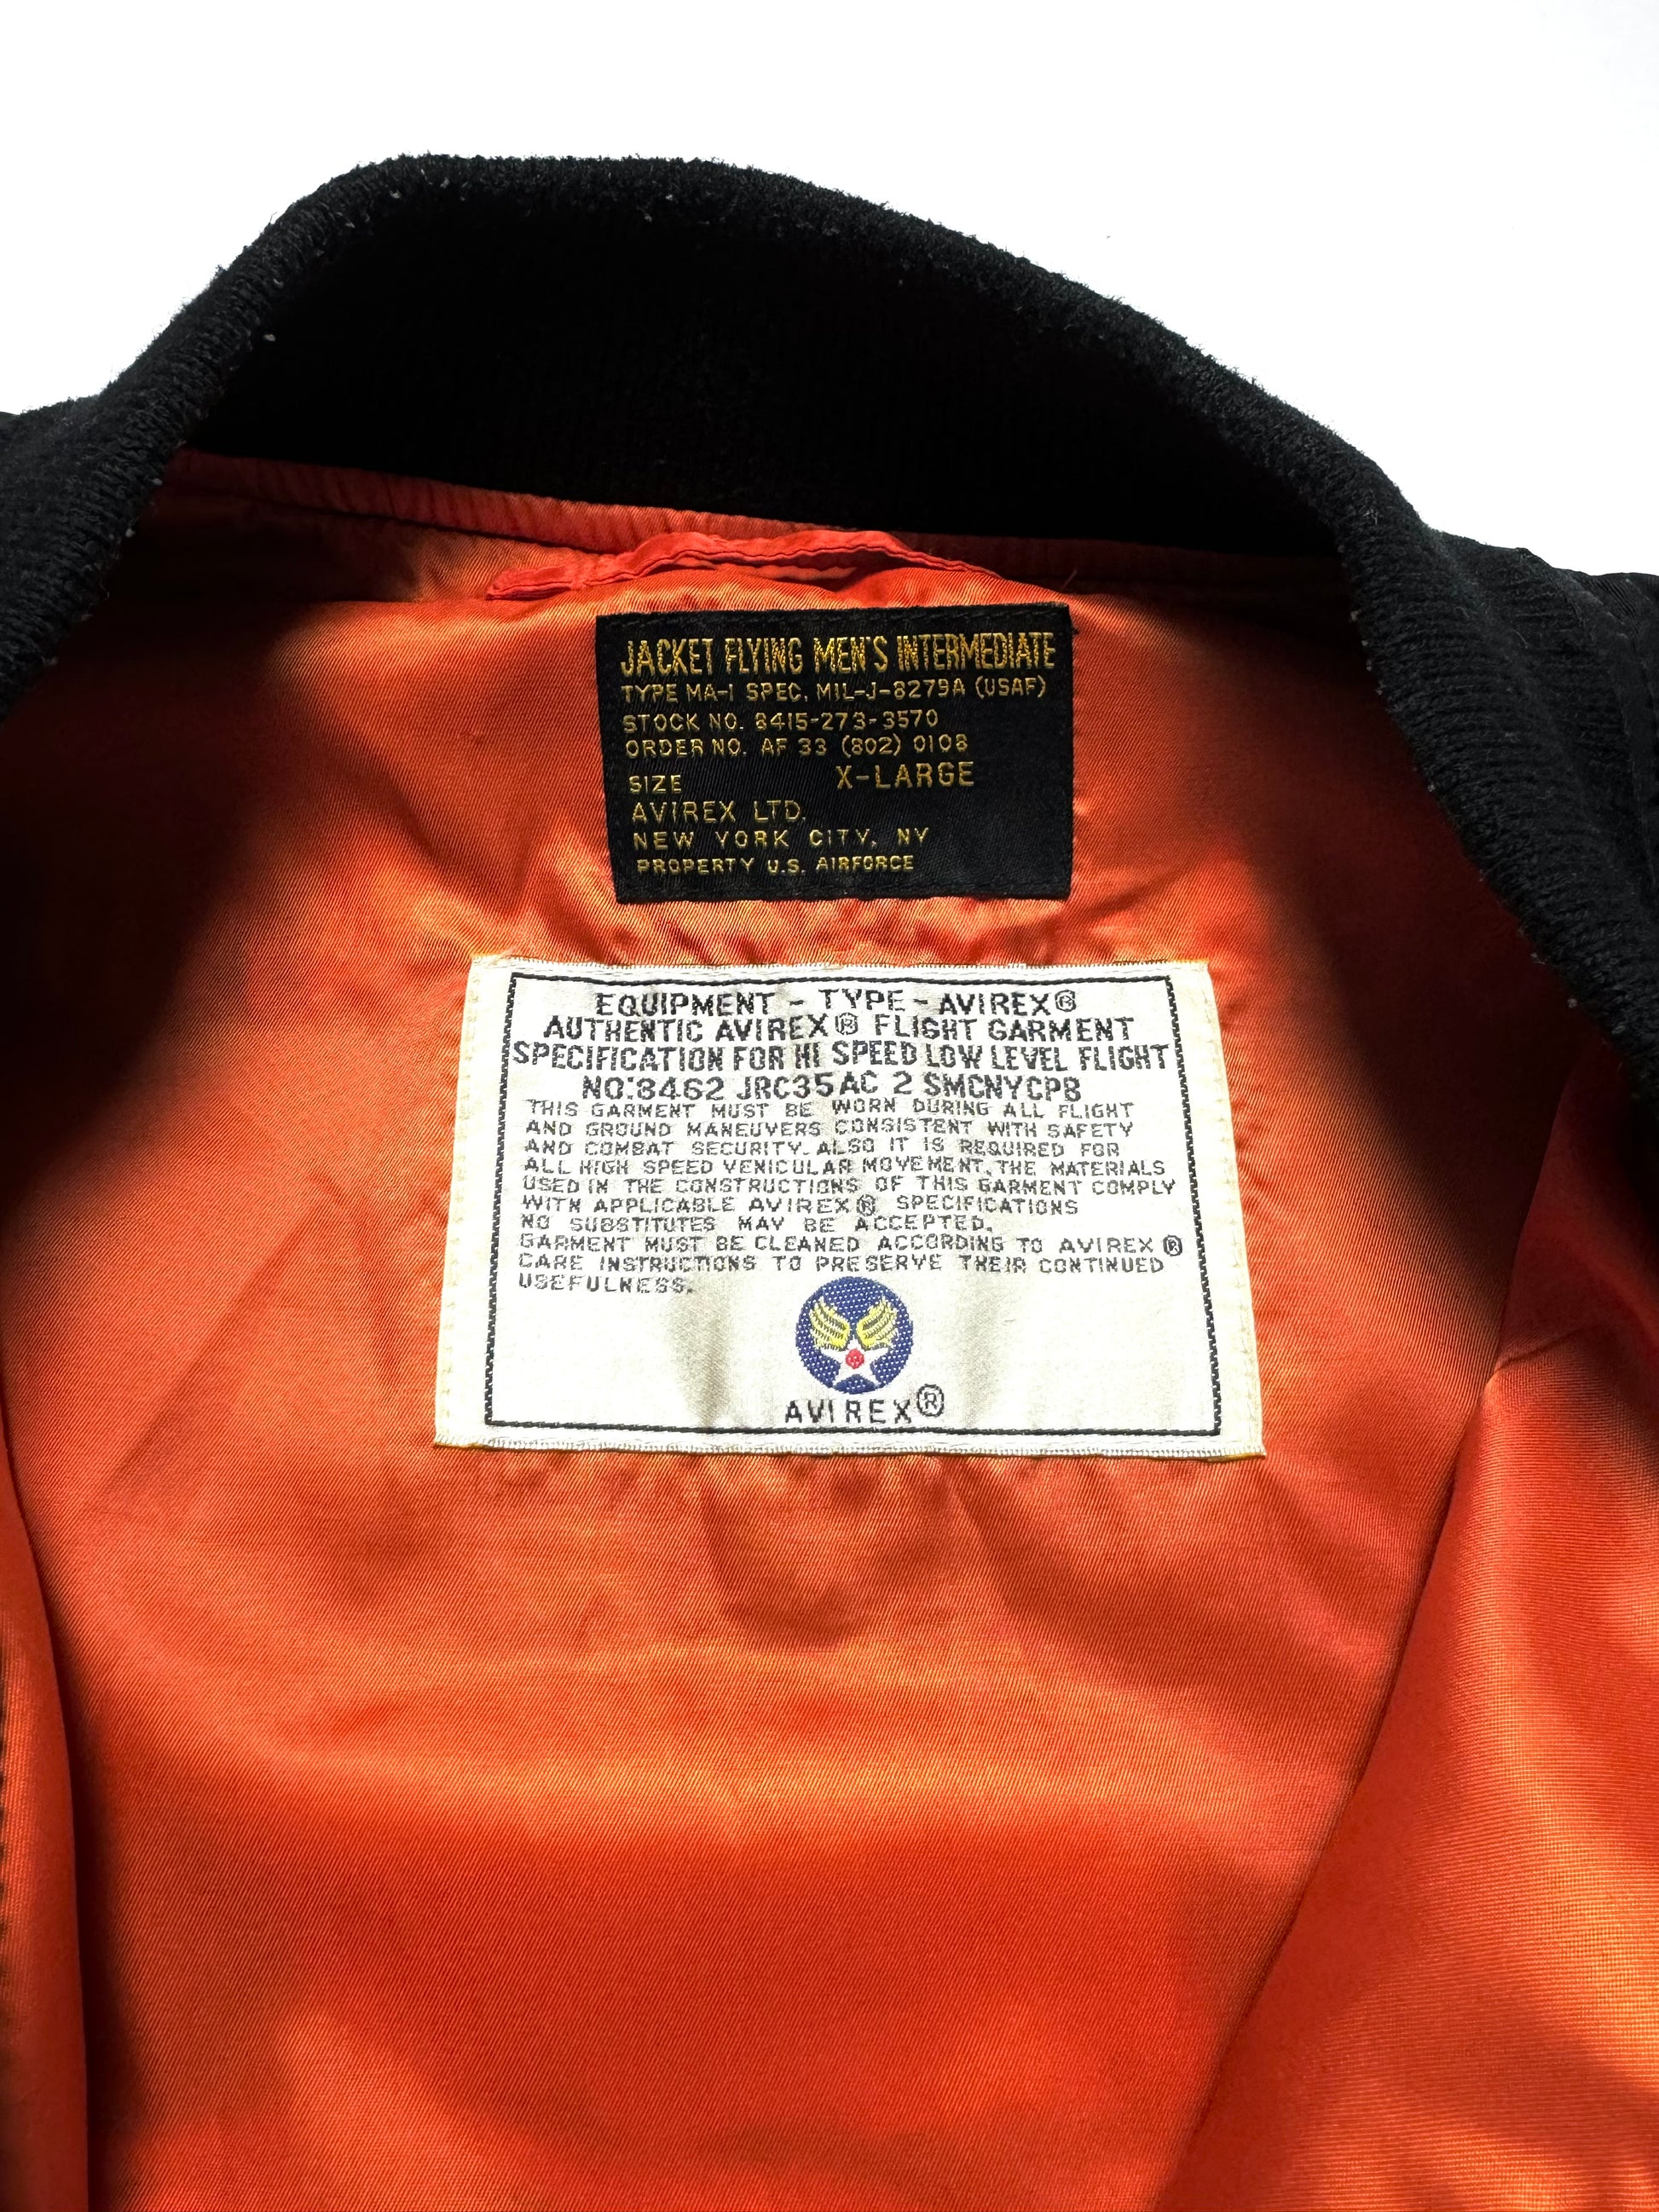 JACKET FLYING MEN'S INTERMEDIATE
TYPE MA-1 SPEC. MIL-J-8279A (USAF)
STOCK NO. 8415-273-3570
ORDER NO. AF 33 (802) 0108
SIZE X-LARGE
AVIREX LTD.
NEW YORK CITY, NY
PROPERTY U.S. AIRFORCE
EQUIPMENT - TYPE - AVIREX®
AUTHENTIC AVIREX® FLIGHT GARMENT
SPECIFICATION FOR HI SPEED LOW LEVEL FLIGHT
NO:8462 JRC35AC 2 SMCNYCPB
THIS GARMENT MUST BE WORN DURING ALL FLIGHT
AND GROUND MANEUVERS CONSISTENT WITH SAFETY
AND COMBAT SECURITY. ALSO IT IS REQUIRED FOR
ALL HIGH SPEED VEHICULAR MOVEMENT. THE MATERIALS
USED IN THE CONSTRUCTIONS OF THIS GARMENT COMPLY
WITH APPLICABLE AVIREX® SPECIFICATIONS
NO SUBSTITUTES MAY BE ACCEPTED.
GARMENT MUST BE CLEANED ACCORDING TO AVIREX®
CARE INSTRUCTIONS TO PRESERVE THEIR CONTINUED
USEFULNESS.
AVIREX®